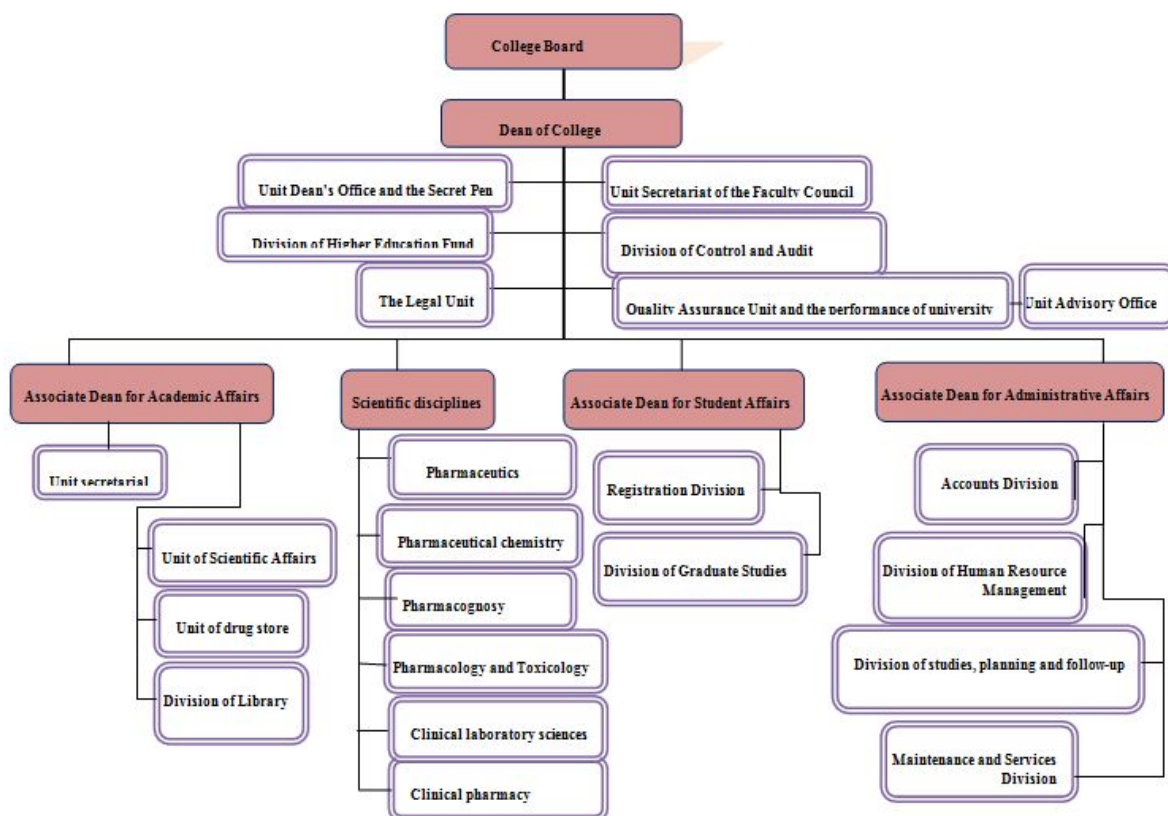 College Board
Dean of College
Unit Dean's Office and the Secret Pen
Unit Secretariat of the Faculty Council
Division of Higher Education Fund
Division of Control and Audit
The Legal Unit
Quality Assurance Unit and the performance of university
Unit Advisory Office
Associate Dean for Academic Affairs
Scientific disciplines
Associate Dean for Student Affairs
Associate Dean for Administrative Affairs
Unit secretarial
Unit of Scientific Affairs
Unit of drug store
Division of Library
Pharmaceutics
Pharmaceutical chemistry
Pharmacognosy
Pharmacology and Toxicology
Clinical laboratory sciences
Clinical pharmacy
Registration Division
Division of Graduate Studies
Accounts Division
Division of Human Resource
Management
Division of studies, planning and follow-up
Maintenance and Services
Division